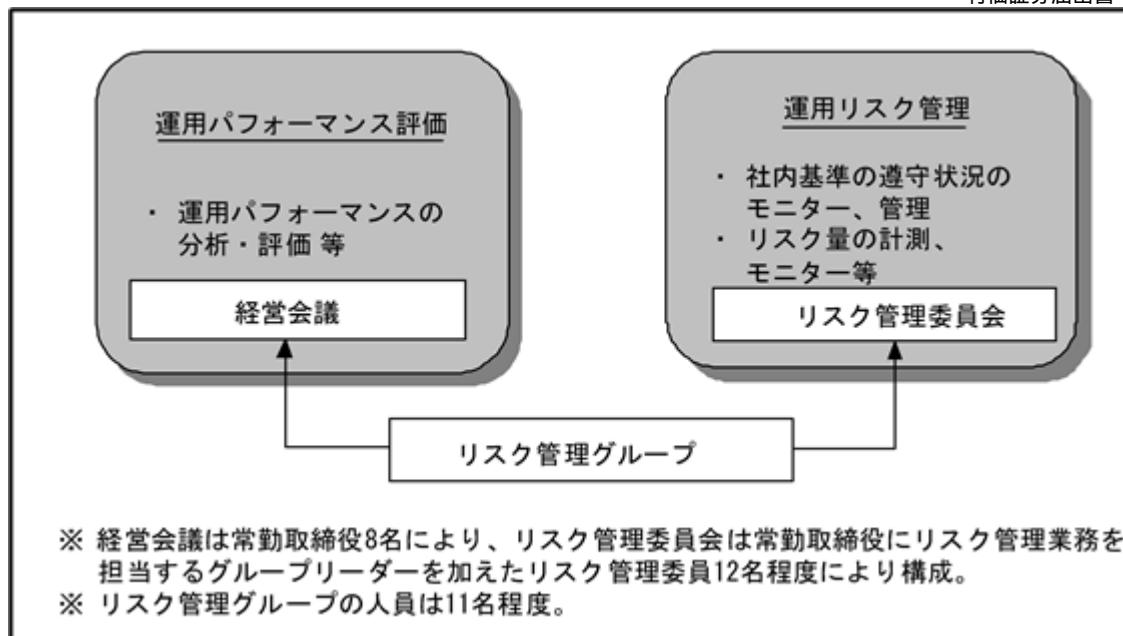 運用パフォーマンス評価
・ 運用パフォーマンスの
分析・評価 等
経営会議
運用リスク管理
・ 社内基準の遵守状況の
モニター、管理
・ リスク量の計測、
モニター等
リスク管理委員会
リスク管理グループ
※ 経営会議は常勤取締役8名により、リスク管理委員会は常勤取締役にリスク管理業務を
担当するグループリーダーを加えたリスク管理委員12名程度により構成。
※ リスク管理グループの人員は11名程度。